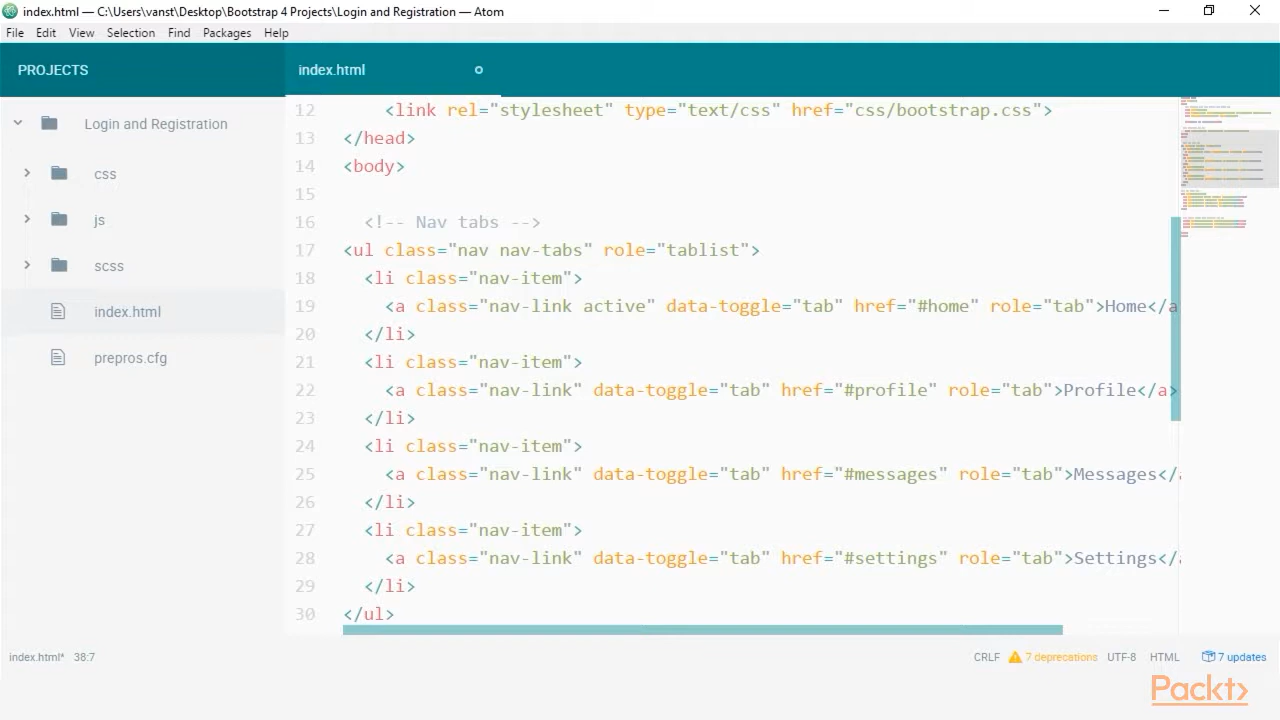 index.html — C:\Users\vanst\Desktop\Bootstrap 4 Projects\Login and Registration — Atom
File Edit View Selection Find Packages Help
PROJECTS
index.html
Login and Registration
css
js
scss
index.html
prepros.cfg
12 <link rel="stylesheet" type="text/css" href="css/bootstrap.css">
13 </head>
14 <body>
15
16 <!-- Nav tabs -->
17 <ul class="nav nav-tabs" role="tablist">
18 <li class="nav-item">
19 <a class="nav-link active" data-toggle="tab" href="#home" role="tab">Home</a
20 </li>
21 <li class="nav-item">
22 <a class="nav-link" data-toggle="tab" href="#profile" role="tab">Profile</a>
23 </li>
24 <li class="nav-item">
25 <a class="nav-link" data-toggle="tab" href="#messages" role="tab">Messages</a
26 </li>
27 <li class="nav-item">
28 <a class="nav-link" data-toggle="tab" href="#settings" role="tab">Settings</a
29 </li>
30 </ul>
index.html* 38:7
CRLF 7 deprecations UTF-8 HTML 7 updates
Packt>